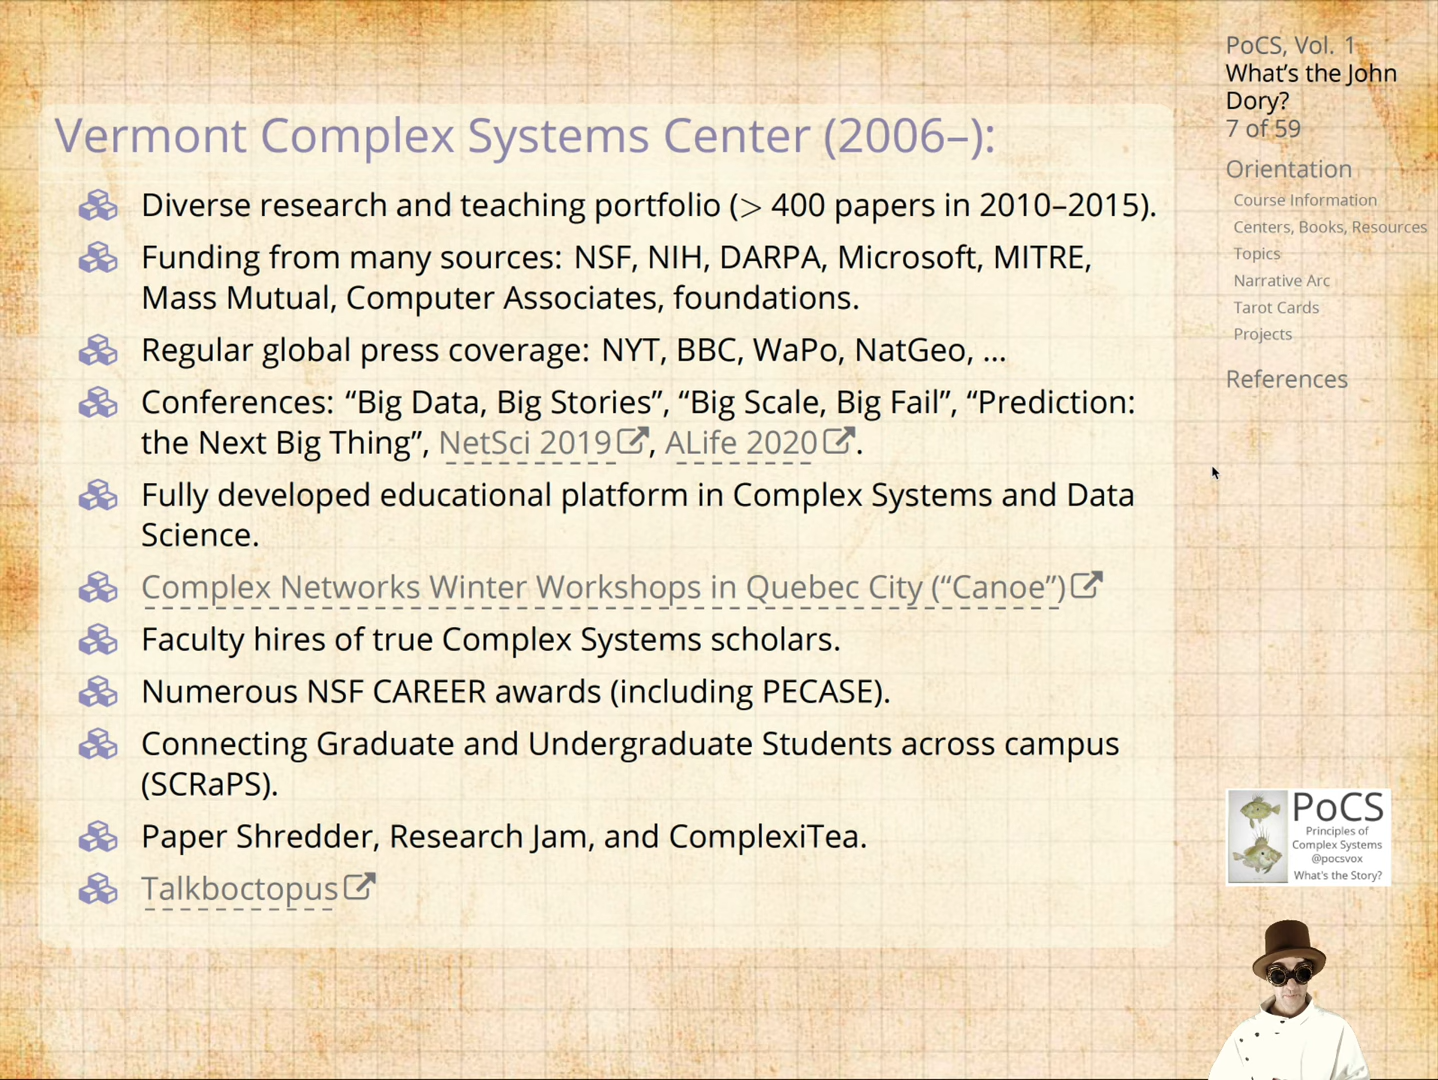 Vermont Complex Systems Center (2006–):
Diverse research and teaching portfolio (> 400 papers in 2010–2015).
Funding from many sources: NSF, NIH, DARPA, Microsoft, MITRE,
Mass Mutual, Computer Associates, foundations.
Regular global press coverage: NYT, BBC, WaPo, NatGeo, ...
Conferences: “Big Data, Big Stories”, “Big Scale, Big Fail”, “Prediction:
the Next Big Thing”, NetSci 2019, ALife 2020.
Fully developed educational platform in Complex Systems and Data
Science.
Complex Networks Winter Workshops in Quebec City (“Canoe”)
Faculty hires of true Complex Systems scholars.
Numerous NSF CAREER awards (including PECASE).
Connecting Graduate and Undergraduate Students across campus
(SCRaPS).
Paper Shredder, Research Jam, and ComplexiTea.
Talkboctopus
PoCS, Vol. 1
What’s the John
Dory?
7 of 59
Orientation
Course Information
Centers, Books, Resources
Topics
Narrative Arc
Tarot Cards
Projects
References
PoCS
Principles of
Complex Systems
@pocsvox
What's the Story?